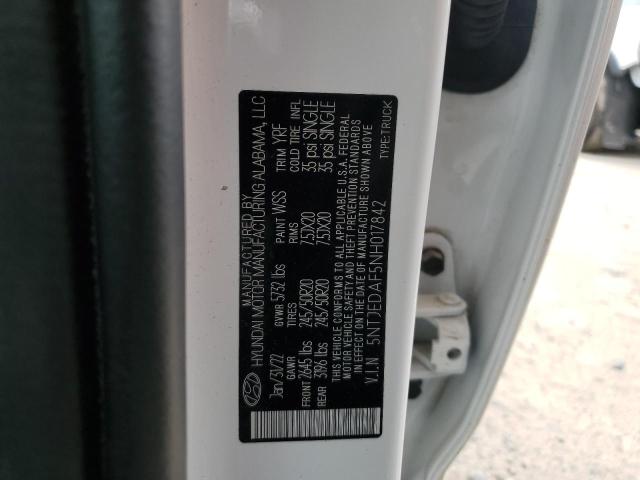 MANUFACTURED BY
HYUNDAI MOTOR MANUFACTURING ALABAMA, LLC
Jan/31/22 GVWR 5732 lbs PAINT WSS TRIM YRF
GAWR TIRES RIMS COLD TIRE INFL
FRONT 2645 lbs 245/50R20 7.5JX20 35 psi SINGLE
REAR 3196 lbs 245/50R20 7.5JX20 35 psi SINGLE
THIS VEHICLE CONFORMS TO ALL APPLICABLE U.S.A. FEDERAL
MOTOR VEHICLE SAFETY AND THEFT PREVENTION STANDARDS
IN EFFECT ON THE DATE OF MANUFACTURE SHOWN ABOVE
V.I.N 5NTJEDAF5NH017842 TYPE:TRUCK